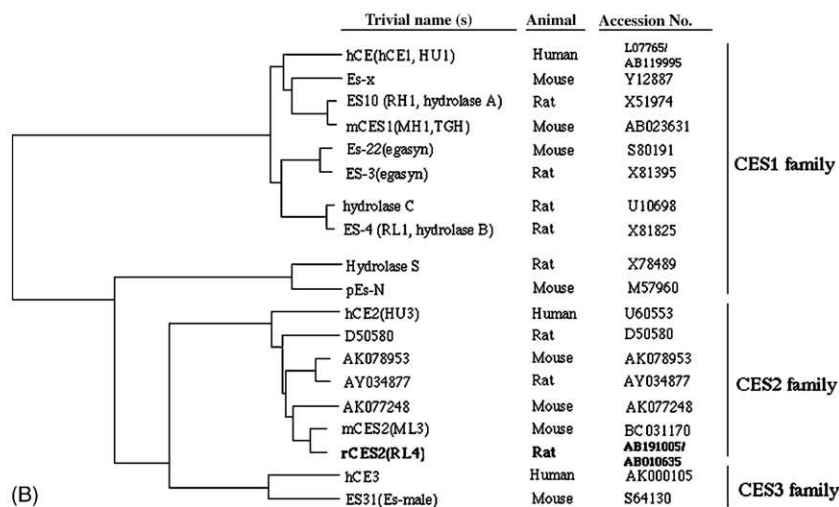 Trivial name (s) Animal Accession No.
hCE(hCE1, HU1) Human L07765/
AB119995
Es-x Mouse Y12887
ES10 (RH1, hydrolase A) Rat X51974
mCES1(MH1,TGH) Mouse AB023631
Es-22(egasyn) Mouse S80191
ES-3(egasyn) Rat X81395
CES1 family
hydrolase C Rat U10698
ES-4 (RL1, hydrolase B) Rat X81825
Hydrolase S Rat X78489
pEs-N Mouse M57960
hCE2(HU3) Human U60553
D50580 Rat D50580
AK078953 Mouse AK078953
AY034877 Rat AY034877
CES2 family
AK077248 Mouse AK077248
mCES2(ML3) Mouse BC031170
rCES2(RL4) Rat AB191005/
AB010635
hCE3 Human AK000105
CES3 family
ES31(Es-male) Mouse S64130
(B)